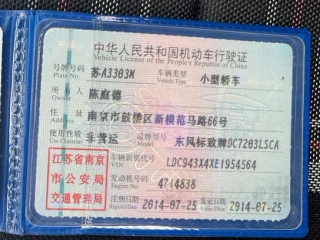 中华人民共和国机动车行驶证
Vehicle License of the People's Republic of China
号牌号码 苏A3303M 车辆类型 小型轿车
Plate No. Vehicle Type
所有人 陈庭德
Owner
住址 南京市鼓楼区新模范马路66号
Address
使用性质 非营运 品牌型号 东风标致牌DC7203LSCA
Use Character
江苏省南京
市公安局
交通管理局
车辆识别代号 LDC943X4XE1954564
VIN
发动机号码 4714838
Engine No.
注册日期 2014-07-25 发证日期 2014-07-25
Register Date Issue Date